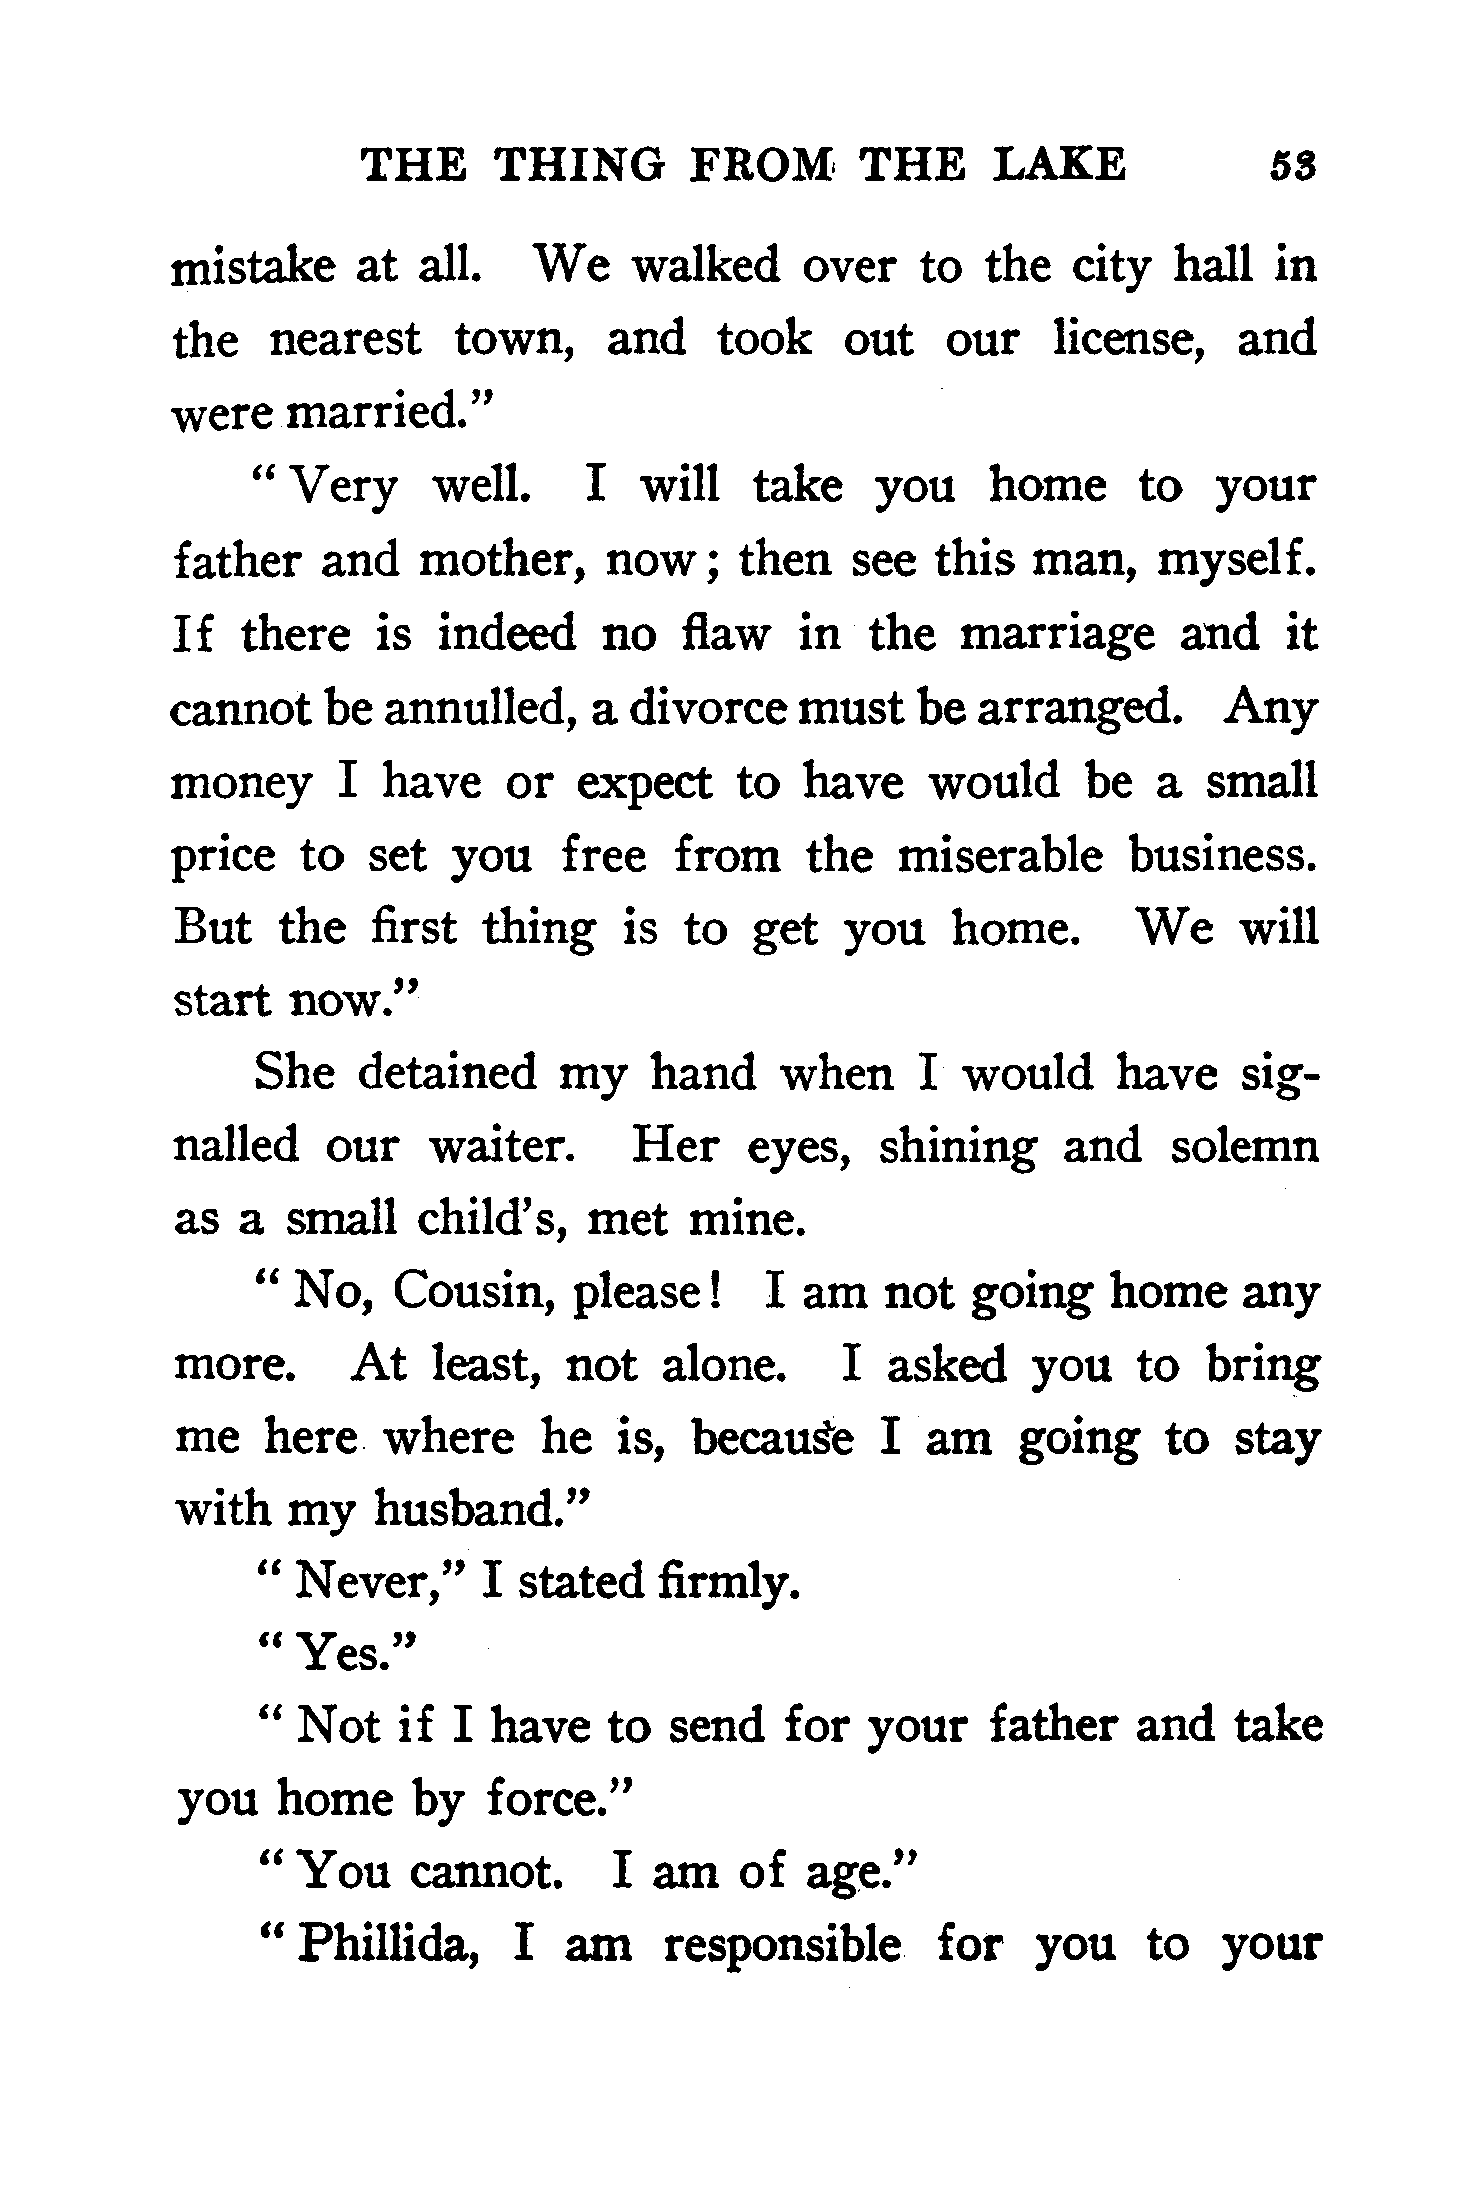 THE THING FROM THE LAKE 53
mistake at all. We walked over to the city hall in
the nearest town, and took out our license, and
were married."
"Very well. I will take you home to your
father and mother, now; then see this man, myself.
If there is indeed no flaw in the marriage and it
cannot be annulled, a divorce must be arranged. Any
money I have or expect to have would be a small
price to set you free from the miserable business.
But the first thing is to get you home. We will
start now."
She detained my hand when I would have sig-
nalled our waiter. Her eyes, shining and solemn
as a small child's, met mine.
"No, Cousin, please! I am not going home any
more. At least, not alone. I asked you to bring
me here where he is, because I am going to stay
with my husband."
"Never," I stated firmly.
"Yes."
"Not if I have to send for your father and take
you home by force."
"You cannot. I am of age."
"Phillida, I am responsible for you to your